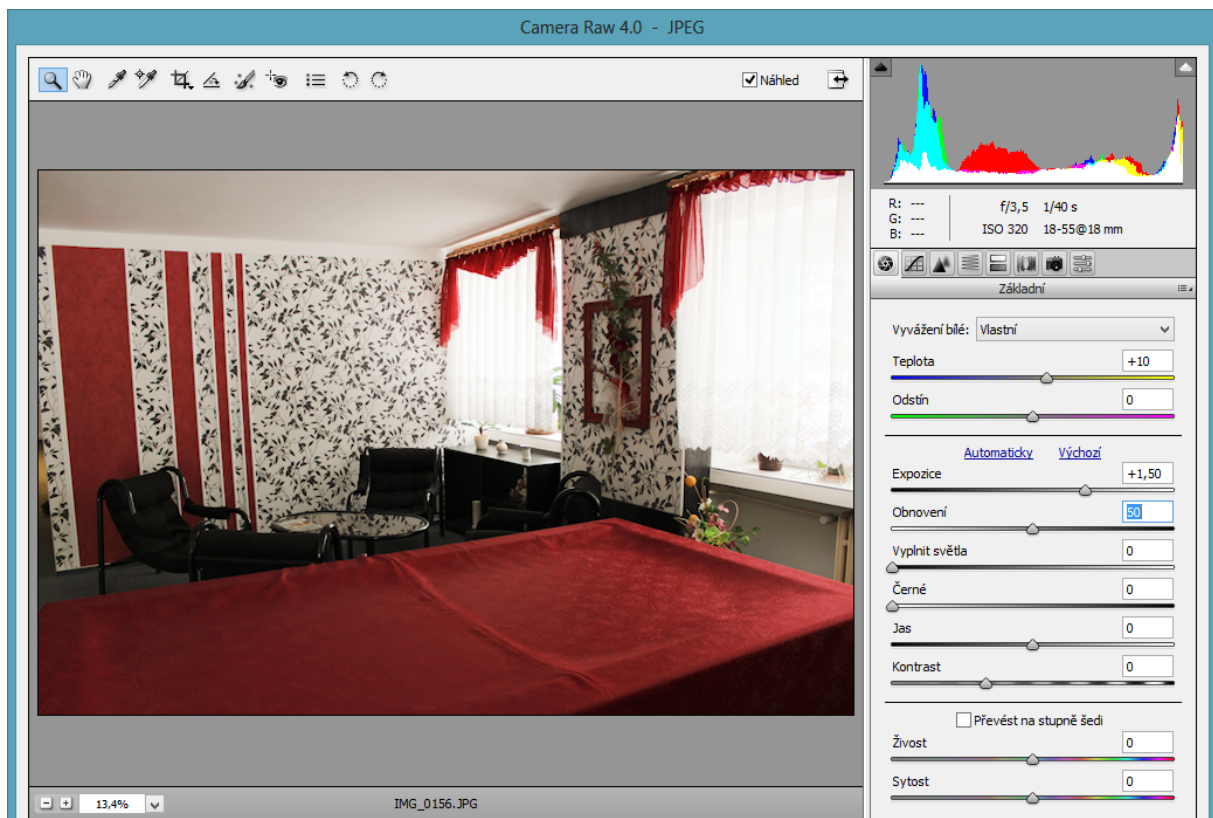 Camera Raw 4.0 - JPEG
Náhled
R: ---
G: ---
B: ---
f/3,5 1/40 s
ISO 320 18-55@18 mm
Základní
Vyvážení bílé: Vlastní
Teplota +10
Odstín 0
Automaticky Výchozí
Expozice +1,50
Obnovení 50
Vyplnit světla 0
Černé 0
Jas 0
Kontrast 0
Převést na stupně šedi
Živost 0
Sytost 0
13,4%
IMG_0156.JPG